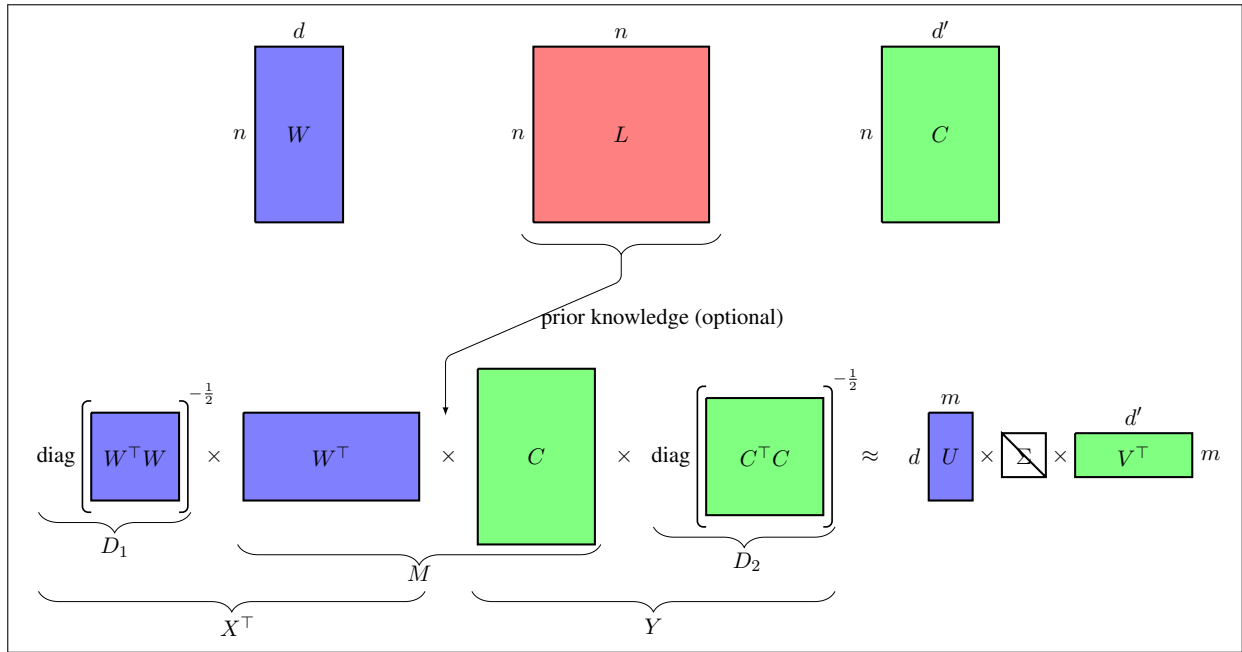 d n d′
n W n L n C
prior knowledge (optional)
diag [ W⊤W ]^{-1/2} × W⊤ × C × diag [ C⊤C ]^{-1/2} ≈ d m U × Σ × d′ V⊤ m
D₁ M D₂
X⊤ Y